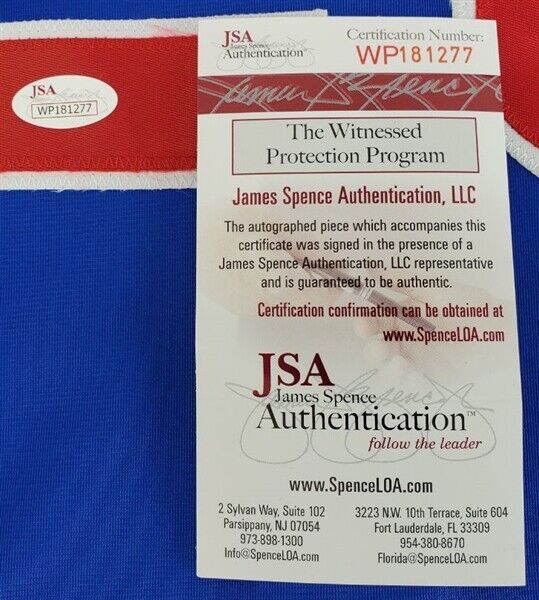 JSA
WP181277
JSA
James Spence
Authentication™
Certification Number:
WP181277
The Witnessed
Protection Program
James Spence Authentication, LLC
The autographed piece which accompanies this
certificate was signed in the presence of a
James Spence Authentication, LLC representative
and is guaranteed to be authentic.
Certification confirmation can be obtained at
www.SpenceLOA.com
JSA
James Spence
Authentication™
follow the leader
www.SpenceLOA.com
2 Sylvan Way, Suite 102
Parsippany, NJ 07054
973-898-1300
Info@SpenceLOA.com
3223 N.W. 10th Terrace, Suite 604
Fort Lauderdale, FL 33309
954-380-8670
Florida@SpenceLOA.com